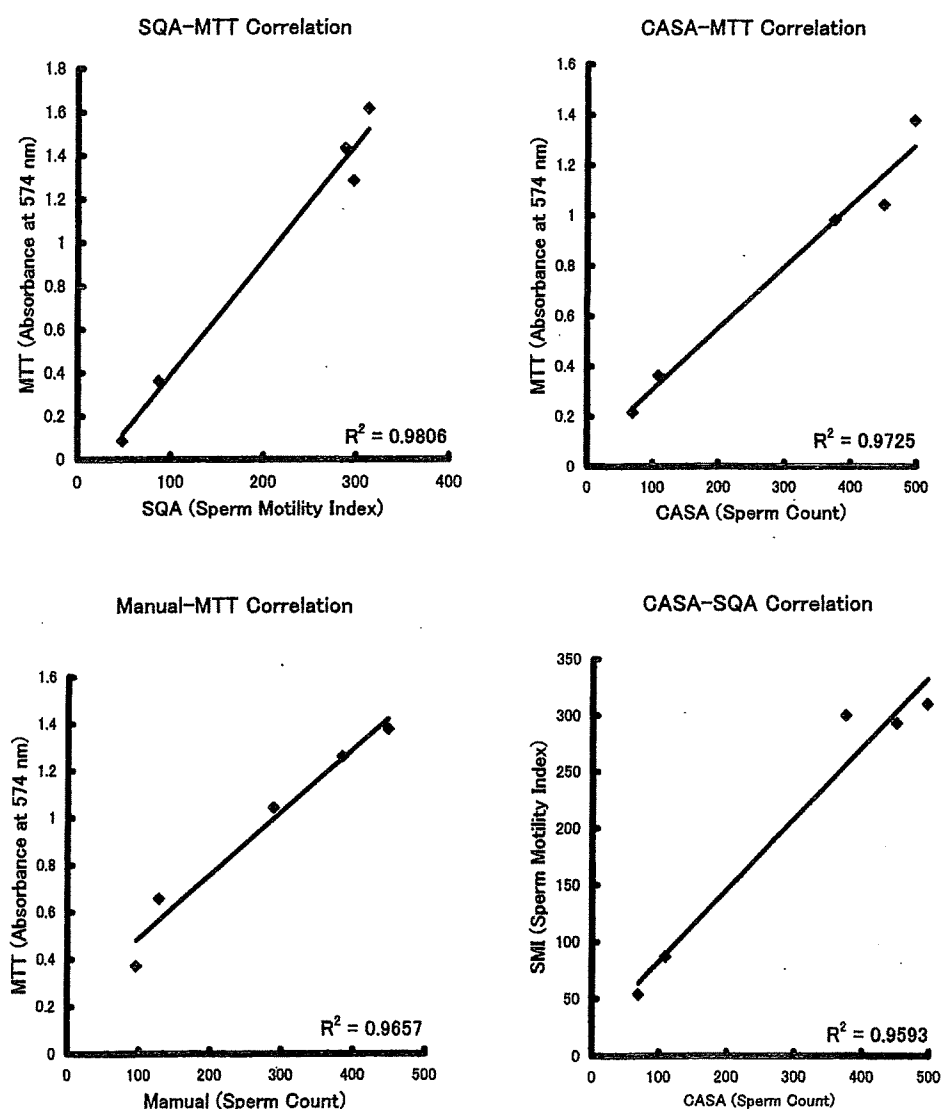 SQA-MTT Correlation
MTT (Absorbance at 574 nm)
1.8
1.6
1.4
1.2
1
0.8
0.6
0.4
0.2
0
R² = 0.9806
0 100 200 300 400
SQA (Sperm Motility Index)
CASA-MTT Correlation
MTT (Absorbance at 574 nm)
1.6
1.4
1.2
1
0.8
0.6
0.4
0.2
0
R² = 0.9725
0 100 200 300 400 500
CASA (Sperm Count)
Manual-MTT Correlation
MTT (Absorbance at 574 nm)
1.6
1.4
1.2
1
0.8
0.6
0.4
0.2
0
R² = 0.9657
0 100 200 300 400 500
Mamual (Sperm Count)
CASA-SQA Correlation
SMI (Sperm Motility Index)
350
300
250
200
150
100
50
0
R² = 0.9593
0 100 200 300 400 500
CASA (Sperm Count)